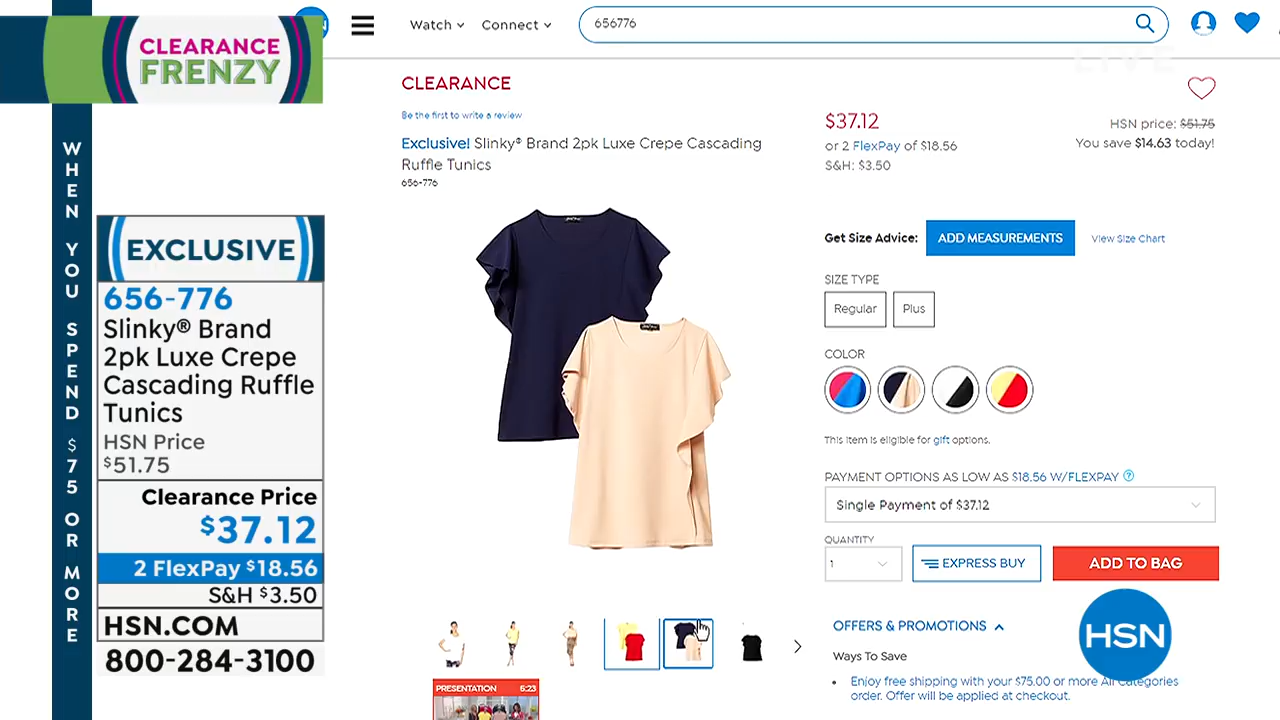 CLEARANCE
FRENZY
WHEN YOU SPEND $75 OR MORE
EXCLUSIVE
656-776
Slinky® Brand
2pk Luxe Crepe
Cascading Ruffle
Tunics
HSN Price
$51.75
Clearance Price
$37.12
2 FlexPay $18.56
S&H $3.50
HSN.COM
800-284-3100
Watch
Connect
656776
LIVE
CLEARANCE
Be the first to write a review
Exclusive! Slinky® Brand 2pk Luxe Crepe Cascading
Ruffle Tunics
656-776
$37.12
or 2 FlexPay of $18.56
S&H: $3.50
HSN price: $51.75
You save $14.63 today!
Get Size Advice:
ADD MEASUREMENTS
View Size Chart
SIZE TYPE
Regular
Plus
COLOR
This item is eligible for gift options.
PAYMENT OPTIONS AS LOW AS $18.56 W/FLEXPAY ?
Single Payment of $37.12
QUANTITY
1
EXPRESS BUY
ADD TO BAG
OFFERS & PROMOTIONS
Ways To Save
Enjoy free shipping with your $75.00 or more All Categories
order. Offer will be applied at checkout.
HSN
PRESENTATION 5:23